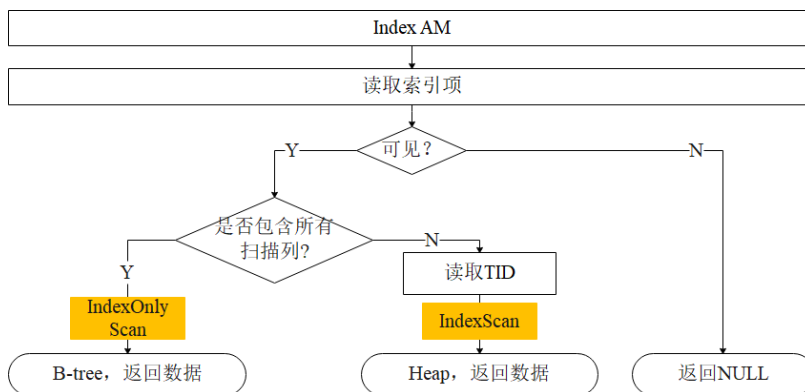 Index AM
读取索引项
可见？
Y
N
是否包含所有
扫描列?
N
Y
读取TID
IndexOnly
Scan
IndexScan
B-tree，返回数据
Heap，返回数据
返回NULL